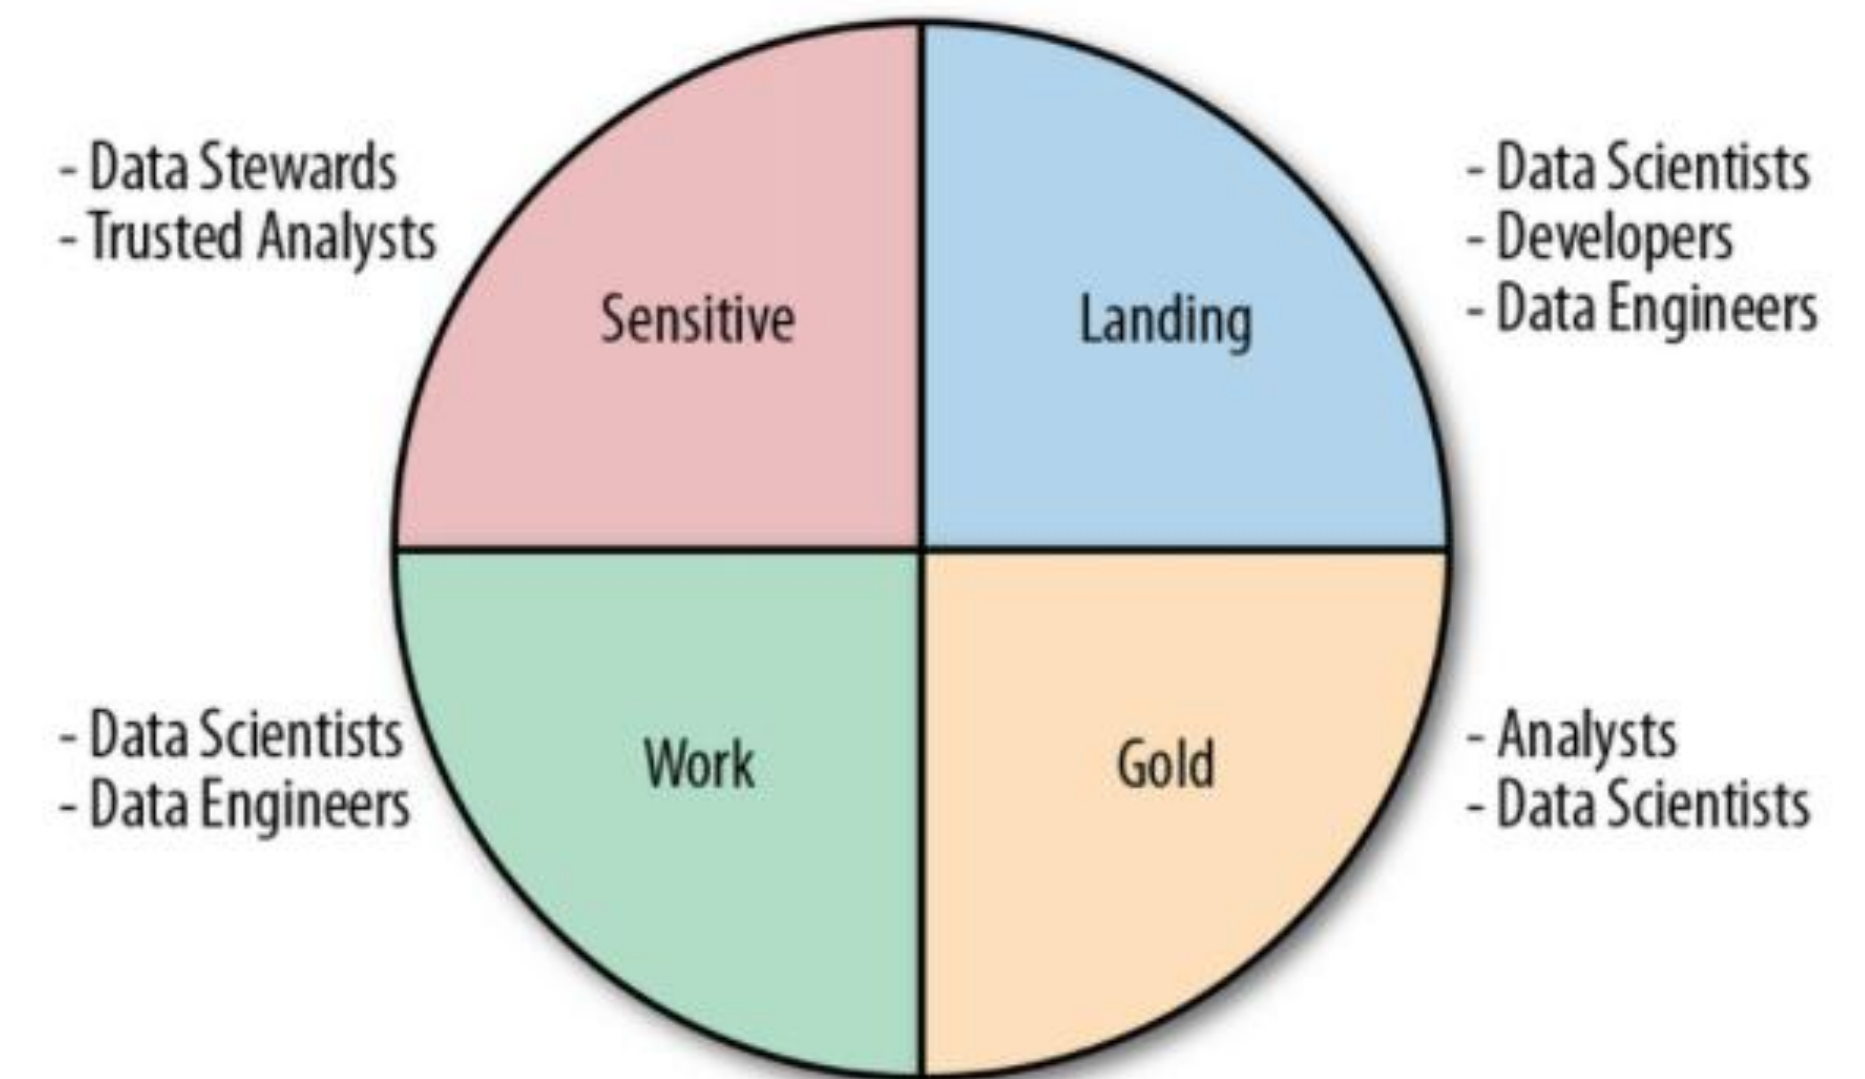 - Data Stewards
- Trusted Analysts
Sensitive
Landing
- Data Scientists
- Developers
- Data Engineers
- Data Scientists
- Data Engineers
Work
Gold
- Analysts
- Data Scientists